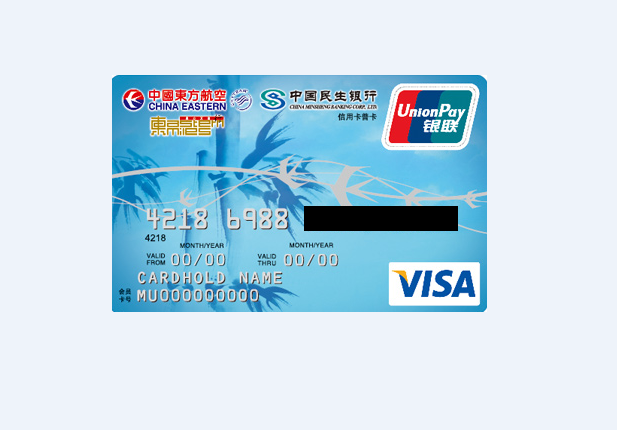 中國東方航空
CHINA EASTERN
中国民生银行
CHINA MINSHENG BANKING CORP., LTD.
信用卡普卡
UnionPay
银联
4218 6988
4218
MONTH/YEAR MONTH/YEAR
VALID FROM 00/00 VALID THRU 00/00
CARDHOLD NAME
会员卡号 MU000000000
VISA